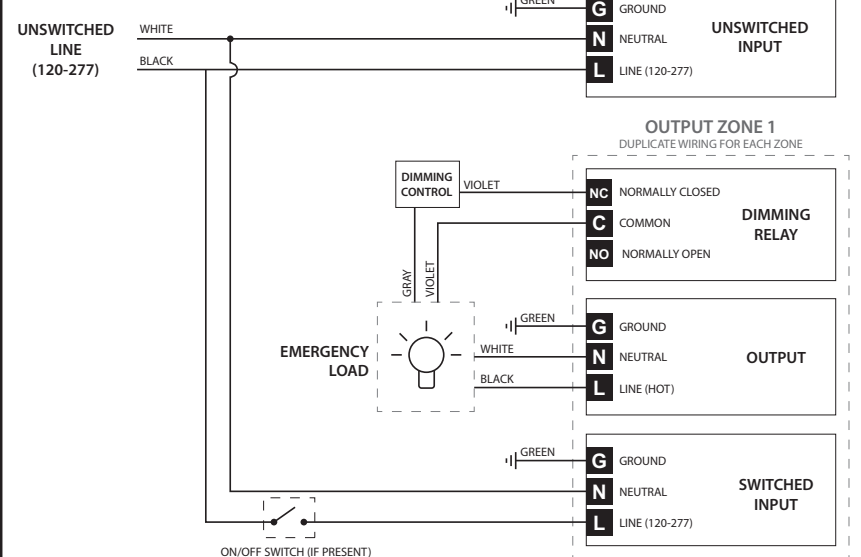 GREEN
G GROUND
UNSWITCHED
LINE
(120-277)
WHITE
N NEUTRAL
UNSWITCHED
INPUT
BLACK
L LINE (120-277)
OUTPUT ZONE 1
DUPLICATE WIRING FOR EACH ZONE
DIMMING
CONTROL
VIOLET
NC NORMALLY CLOSED
C COMMON
NO NORMALLY OPEN
DIMMING
RELAY
GRAY
VIOLET
EMERGENCY
LOAD
GREEN
G GROUND
WHITE
N NEUTRAL
BLACK
L LINE (HOT)
OUTPUT
GREEN
G GROUND
N NEUTRAL
L LINE (120-277)
SWITCHED
INPUT
ON/OFF SWITCH (IF PRESENT)